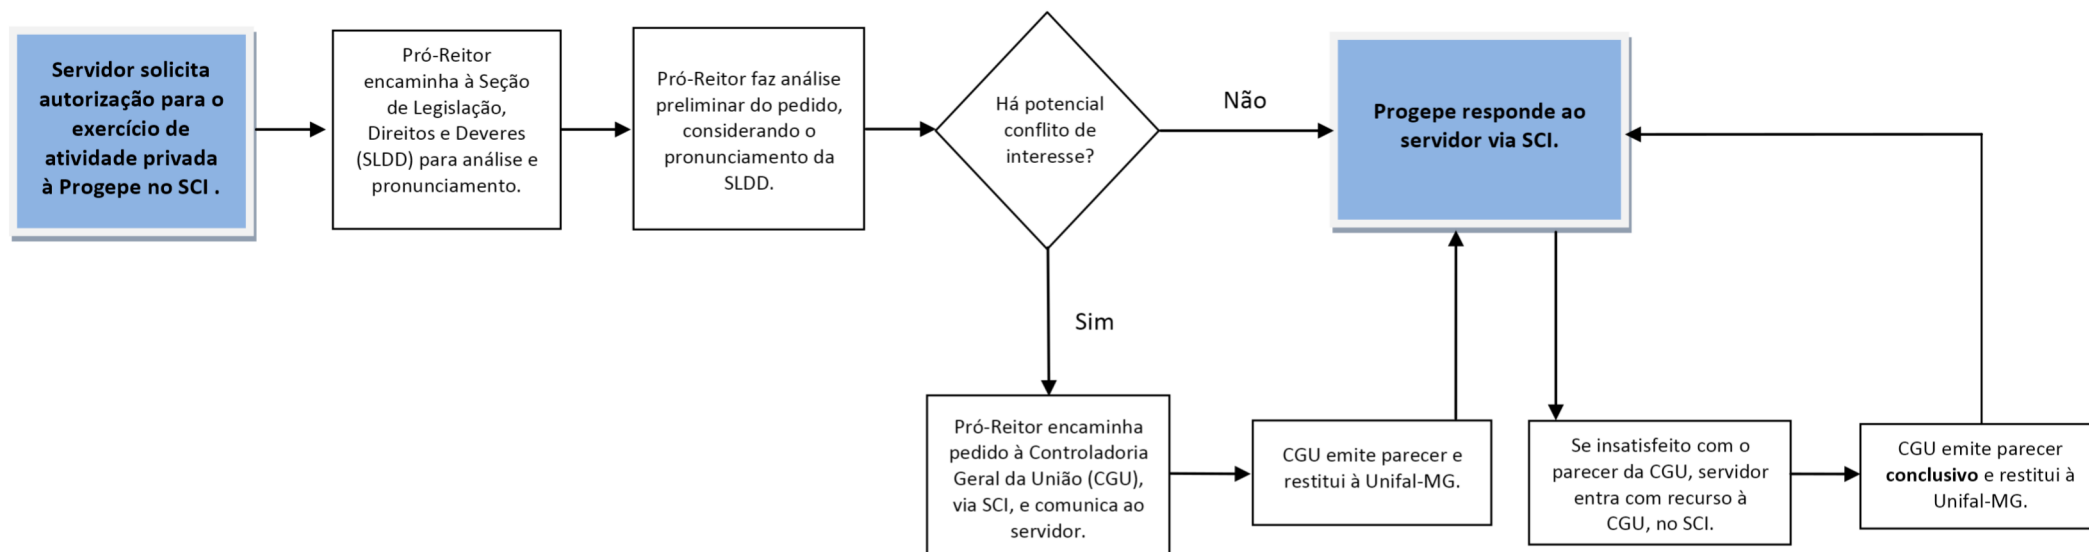 Servidor solicita
autorização para o
exercício de
atividade privada
à Progepe no SCI .
Pró-Reitor
encaminha à Seção
de Legislação,
Direitos e Deveres
(SLDD) para análise e
pronunciamento.
Pró-Reitor faz análise
preliminar do pedido,
considerando o
pronunciamento da
SLDD.
Há potencial
conflito de
interesse?
Não
Progepe responde ao
servidor via SCI.
Sim
Pró-Reitor encaminha
pedido à Controladoria
Geral da União (CGU),
via SCI, e comunica ao
servidor.
CGU emite parecer e
restitui à Unifal-MG.
Se insatisfeito com o
parecer da CGU, servidor
entra com recurso à
CGU, no SCI.
CGU emite parecer
conclusivo e restitui à
Unifal-MG.